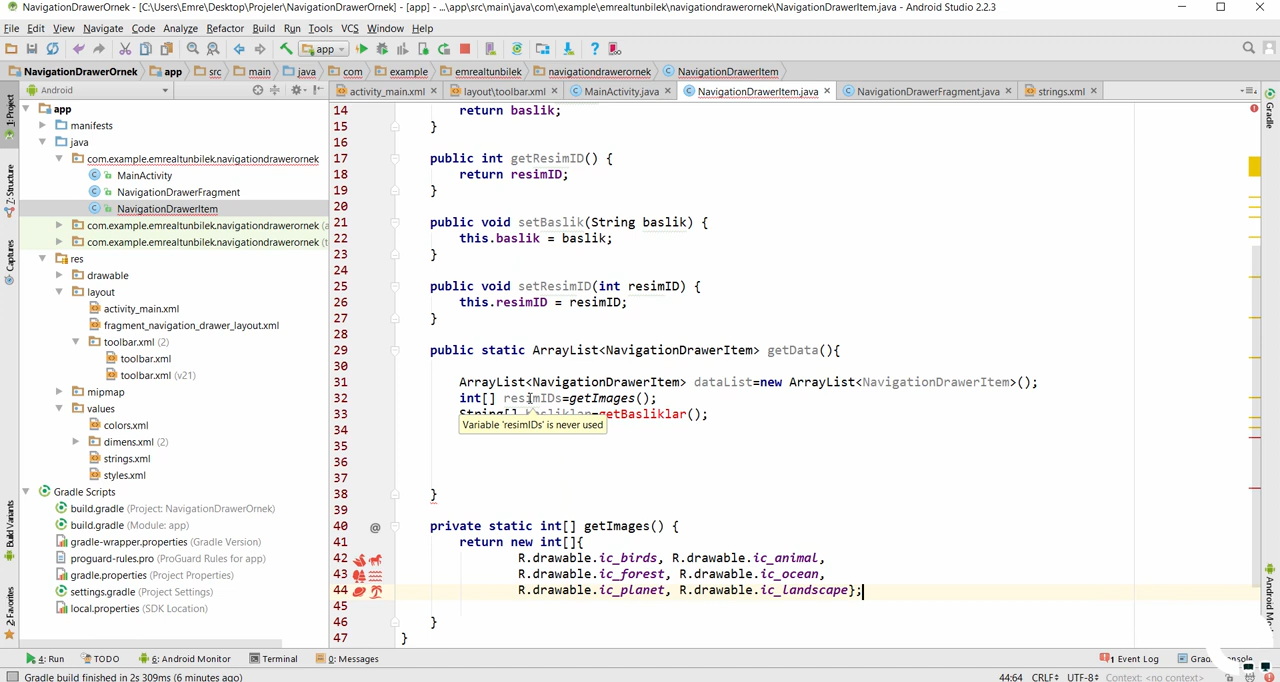 NavigationDrawerOrnek - [C:\Users\Emre\Desktop\Projeler\NavigationDrawerOrnek] - [app] - ...\app\src\main\java\com\example\emrealtunbilek\navigationdrawerornek\NavigationDrawerItem.java - Android Studio 2.2.3
File Edit View Navigate Code Analyze Refactor Build Run Tools VCS Window Help
app
NavigationDrawerOrnek app src main java com example emrealtunbilek navigationdrawerornek NavigationDrawerItem
Android
activity_main.xml layout\toolbar.xml MainActivity.java NavigationDrawerItem.java NavigationDrawerFragment.java strings.xml
1: Project
Z: Structure
Captures
Build Variants
2: Favorites
app
manifests
java
com.example.emrealtunbilek.navigationdrawerornek
MainActivity
NavigationDrawerFragment
NavigationDrawerItem
com.example.emrealtunbilek.navigationdrawerornek (a
com.example.emrealtunbilek.navigationdrawerornek (t
res
drawable
layout
activity_main.xml
fragment_navigation_drawer_layout.xml
toolbar.xml (2)
toolbar.xml
toolbar.xml (v21)
mipmap
values
colors.xml
dimens.xml (2)
strings.xml
styles.xml
Gradle Scripts
build.gradle (Project: NavigationDrawerOrnek)
build.gradle (Module: app)
gradle-wrapper.properties (Gradle Version)
proguard-rules.pro (ProGuard Rules for app)
gradle.properties (Project Properties)
settings.gradle (Project Settings)
local.properties (SDK Location)
14 return baslik;
15 }
16
17 public int getResimID() {
18 return resimID;
19 }
20
21 public void setBaslik(String baslik) {
22 this.baslik = baslik;
23 }
24
25 public void setResimID(int resimID) {
26 this.resimID = resimID;
27 }
28
29 public static ArrayList<NavigationDrawerItem> getData(){
30
31 ArrayList<NavigationDrawerItem> dataList=new ArrayList<NavigationDrawerItem>();
32 int[] resimIDs=getImages();
33 String[] basliklar=getBasliklar();
Variable 'resimIDs' is never used
34
35
36
37
38 }
39
40 @ private static int[] getImages() {
41 return new int[]{
42 R.drawable.ic_birds, R.drawable.ic_animal,
43 R.drawable.ic_forest, R.drawable.ic_ocean,
44 R.drawable.ic_planet, R.drawable.ic_landscape};
45
46 }
47 }
Gradle
4: Run TODO 6: Android Monitor Terminal 0: Messages 1 Event Log
Gradle build finished in 2s 309ms (6 minutes ago) 44:64 CRLF UTF-8 Context: <no context>